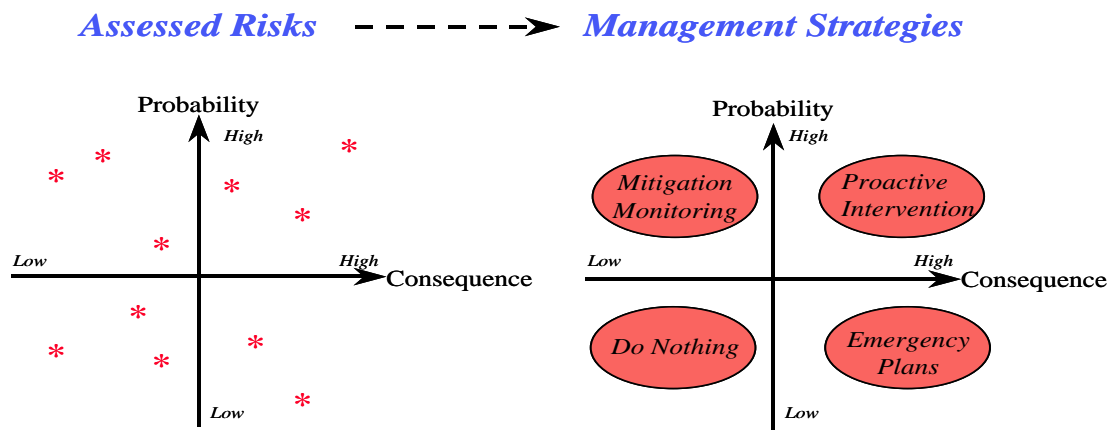 Assessed Risks
Management Strategies
Probability
High
Low
High
Consequence
Low
Probability
High
Mitigation
Monitoring
Proactive
Intervention
Low
High
Consequence
Do Nothing
Emergency
Plans
Low